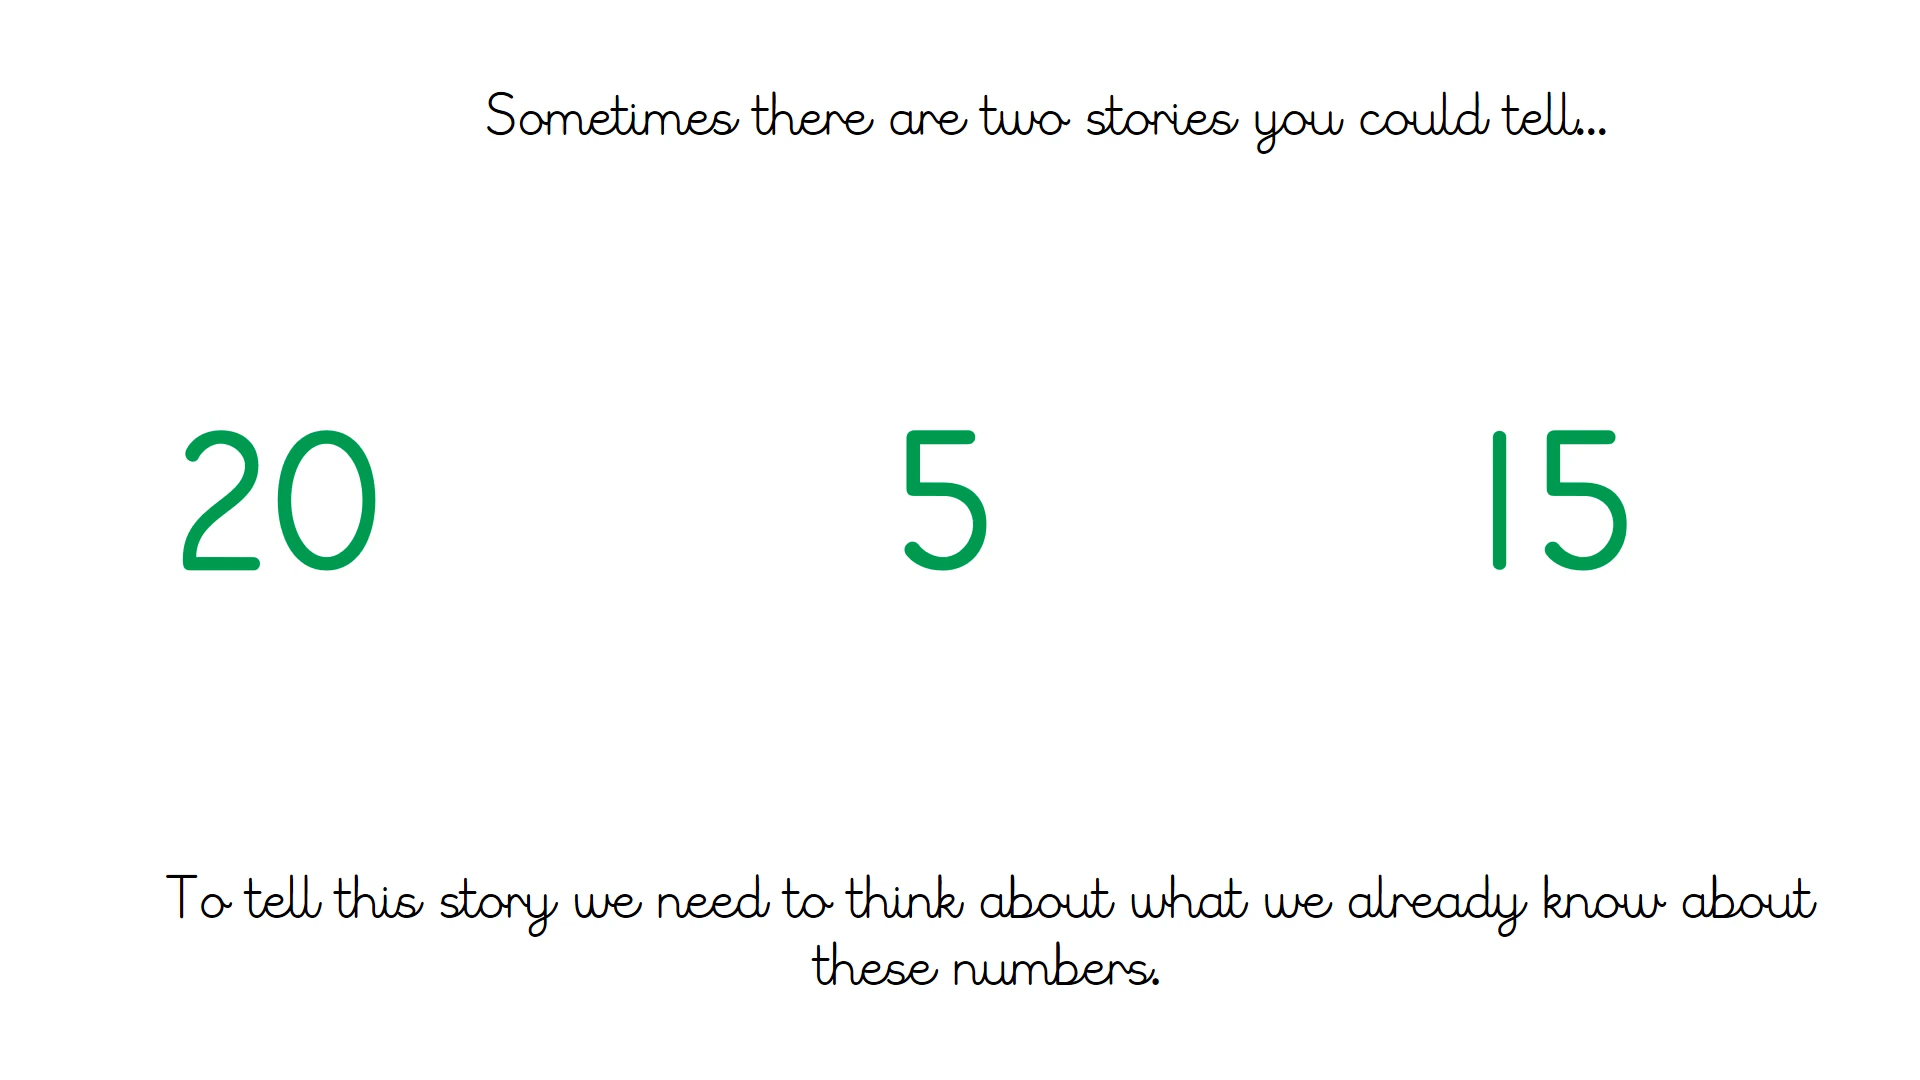 Sometimes there are two stories you could tell...
20 5 15
To tell this story we need to think about what we already know about
these numbers.